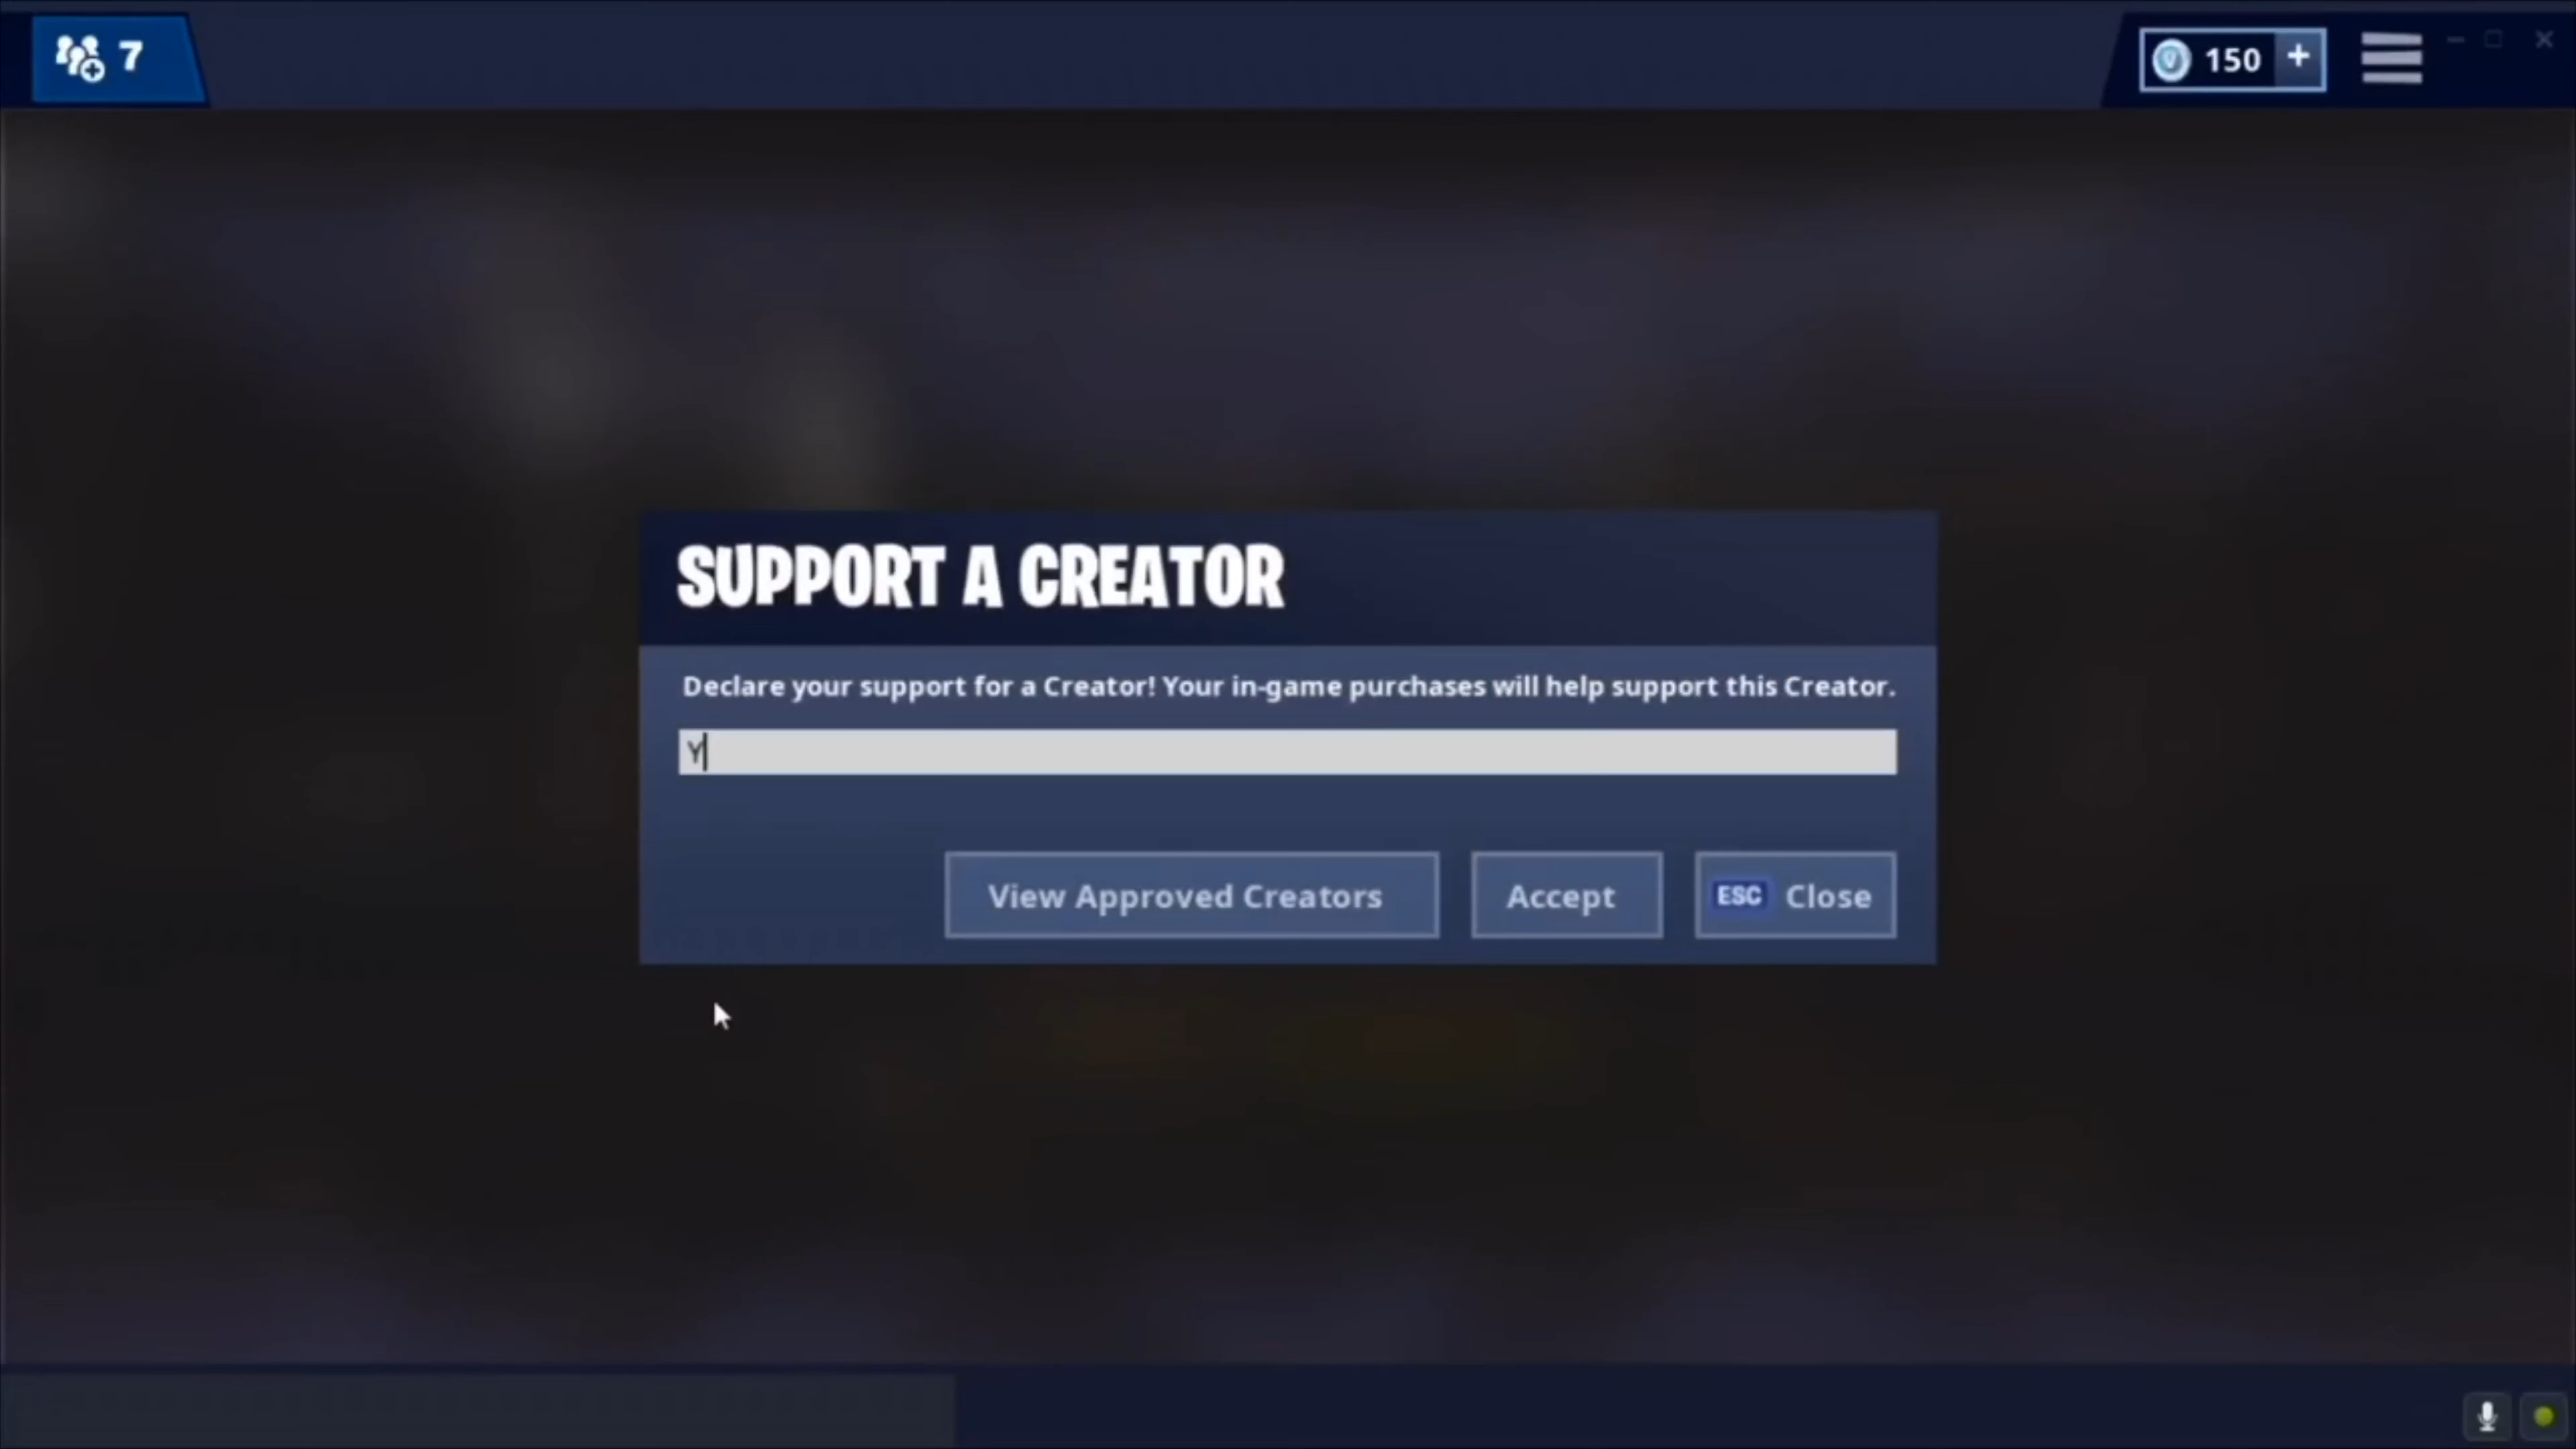 7
150 +
SUPPORT A CREATOR
Declare your support for a Creator! Your in-game purchases will help support this Creator.
Y
View Approved Creators
Accept
ESC Close